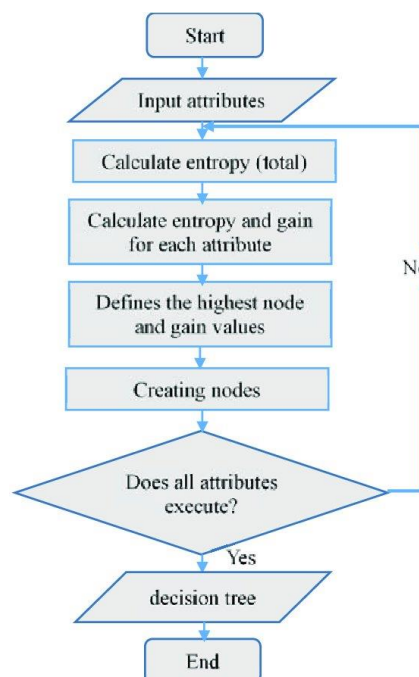 Start
Input attributes
Calculate entropy (total)
Calculate entropy and gain
for each attribute
Defines the highest node
and gain values
Creating nodes
Does all attributes
execute?
Yes
decision tree
End